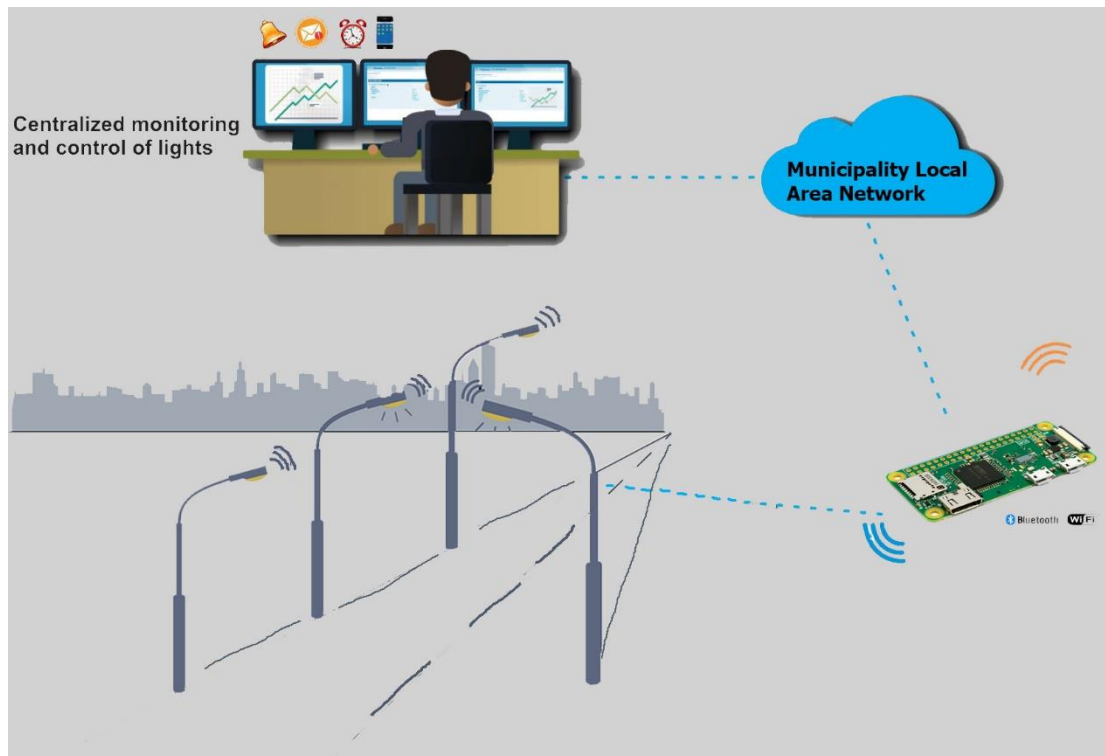 Centralized monitoring
and control of lights
Municipality Local
Area Network
Bluetooth WiFi